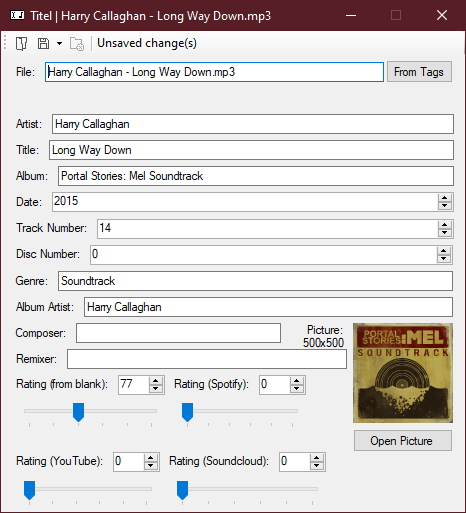 Titel | Harry Callaghan - Long Way Down.mp3
Unsaved change(s)
File: Harry Callaghan - Long Way Down.mp3 From Tags
Artist: Harry Callaghan
Title: Long Way Down
Album: Portal Stories: Mel Soundtrack
Date: 2015
Track Number: 14
Disc Number: 0
Genre: Soundtrack
Album Artist: Harry Callaghan
Composer:
Picture:
500x500
Remixer:
PORTAL
STORIES:MEL
SOUNDTRACK
Rating (from blank): 77 Rating (Spotify): 0
Open Picture
Rating (YouTube): 0 Rating (Soundcloud): 0